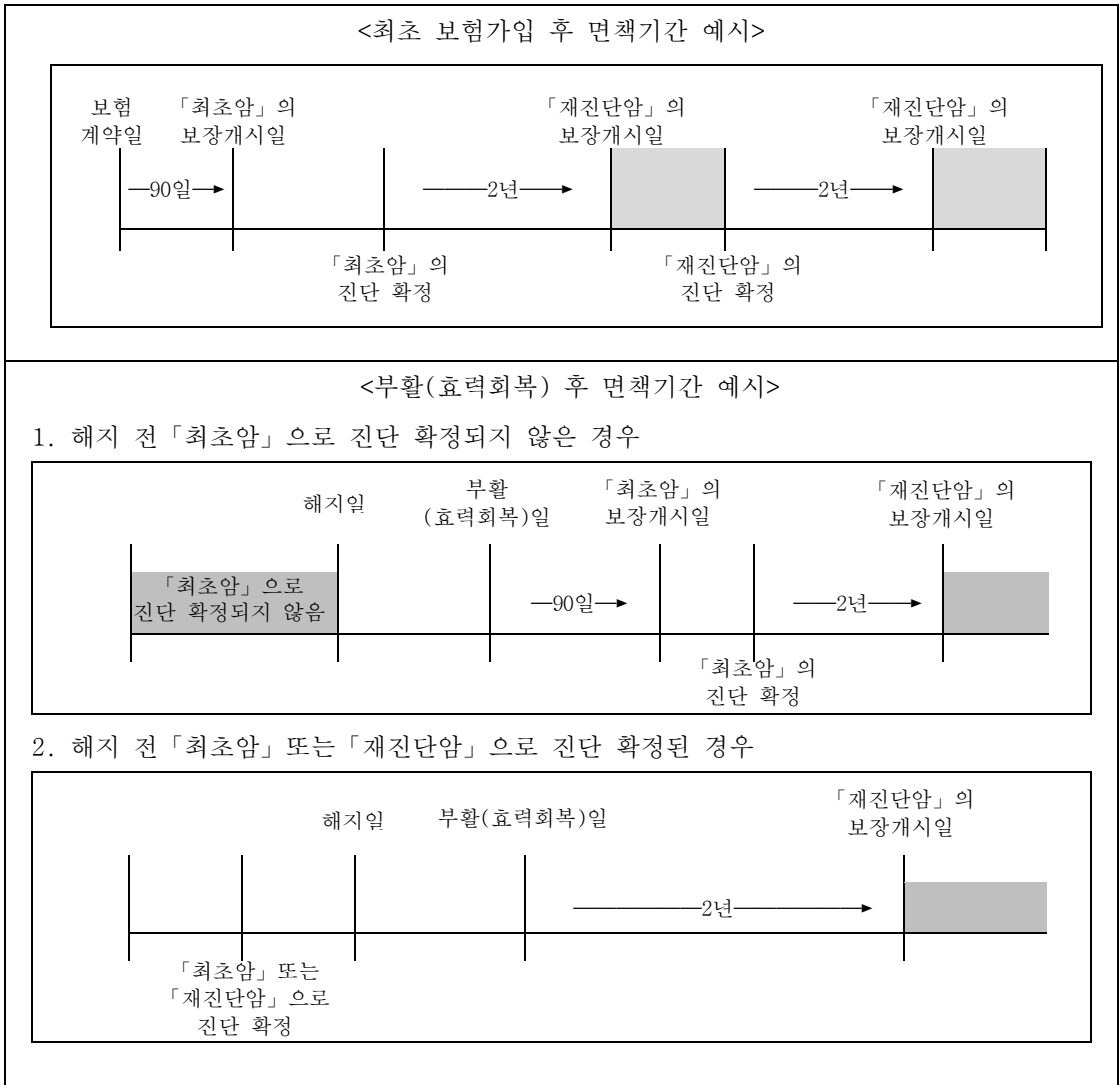 <최초 보험가입 후 면책기간 예시>
보험
계약일
「최초암」의
보장개시일
「재진단암」의
보장개시일
「재진단암」의
보장개시일
90일
2년
2년
「최초암」의
진단 확정
「재진단암」의
진단 확정
<부활(효력회복) 후 면책기간 예시>
1. 해지 전「최초암」으로 진단 확정되지 않은 경우
해지일
부활
(효력회복)일
「최초암」의
보장개시일
「재진단암」의
보장개시일
「최초암」으로
진단 확정되지 않음
90일
2년
「최초암」의
진단 확정
2. 해지 전「최초암」또는「재진단암」으로 진단 확정된 경우
해지일
부활(효력회복)일
「재진단암」의
보장개시일
2년
「최초암」또는
「재진단암」으로
진단 확정